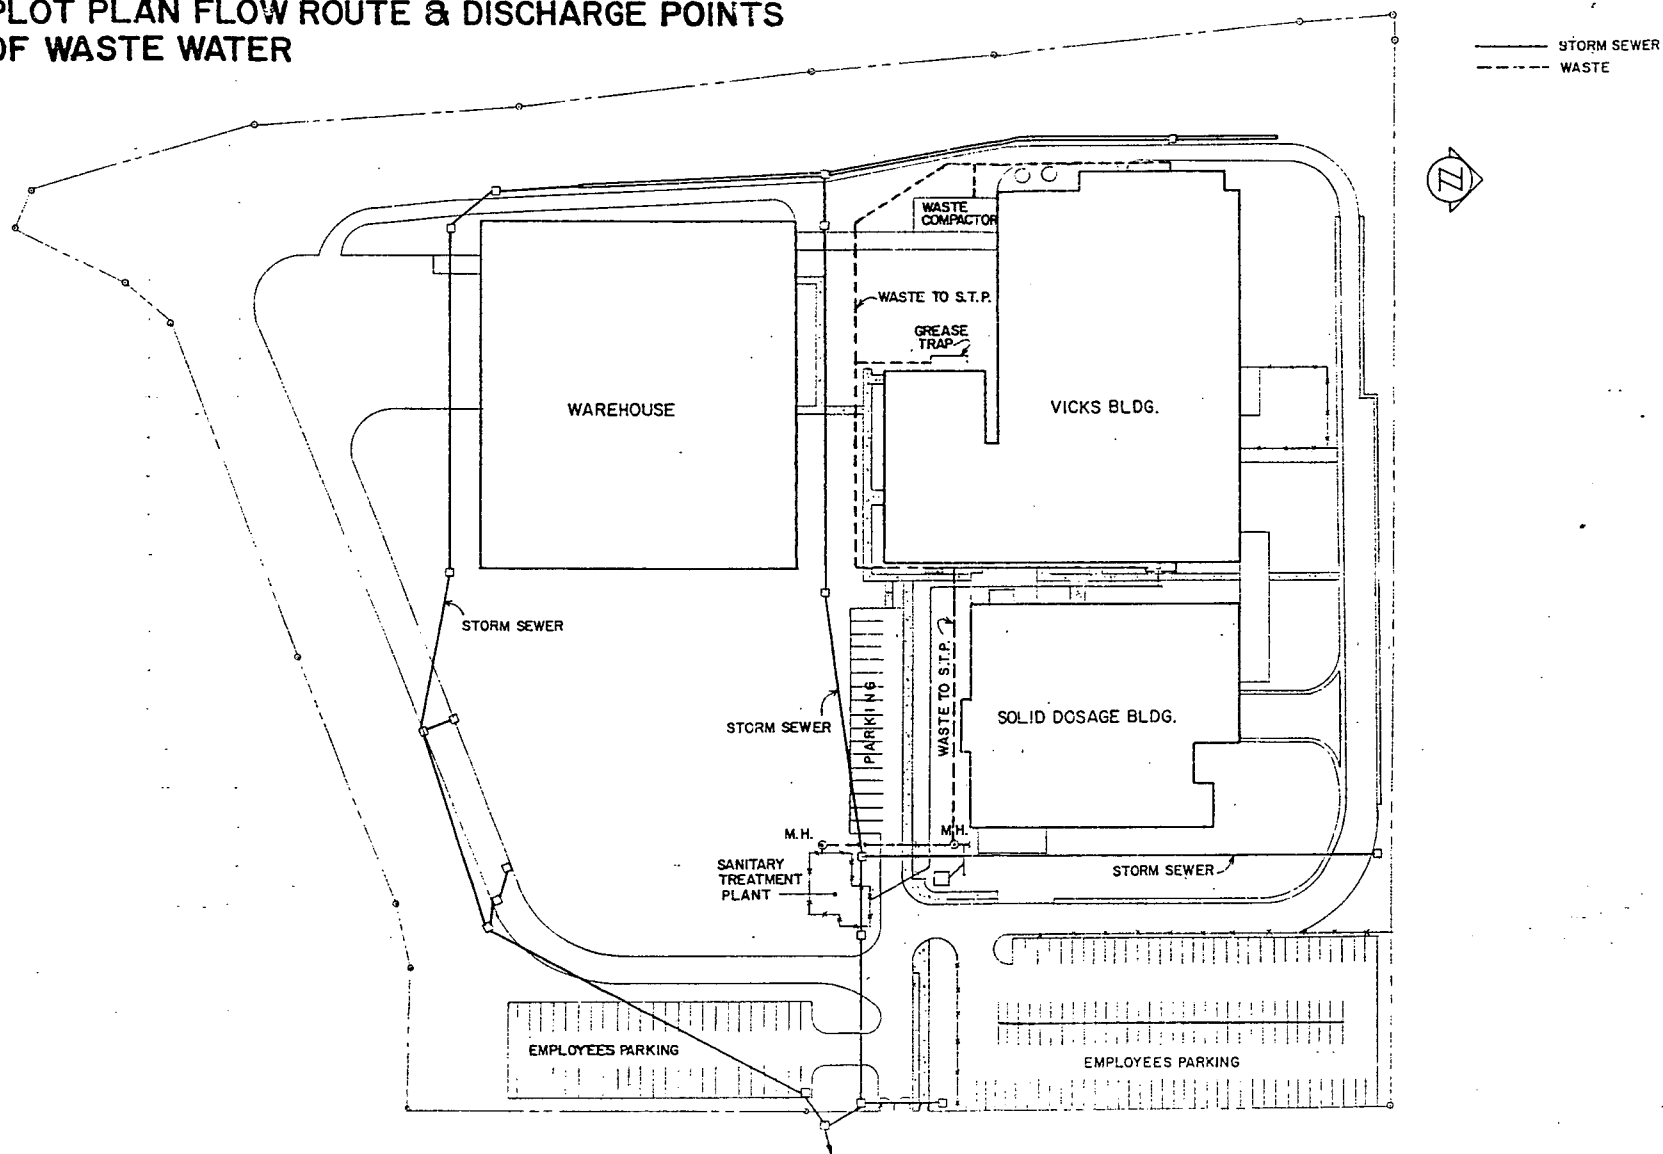 PLOT PLAN FLOW ROUTE & DISCHARGE POINTS
OF WASTE WATER
STORM SEWER
WASTE
N
WASTE
COMPACTOR
WASTE TO S.T.P.
GREASE
TRAP
WAREHOUSE
VICKS BLDG.
STORM SEWER
STORM SEWER
PARKING
WASTE TO S.T.P.
SOLID DOSAGE BLDG.
M.H.
M.H.
SANITARY
TREATMENT
PLANT
STORM SEWER
EMPLOYEES PARKING
EMPLOYEES PARKING